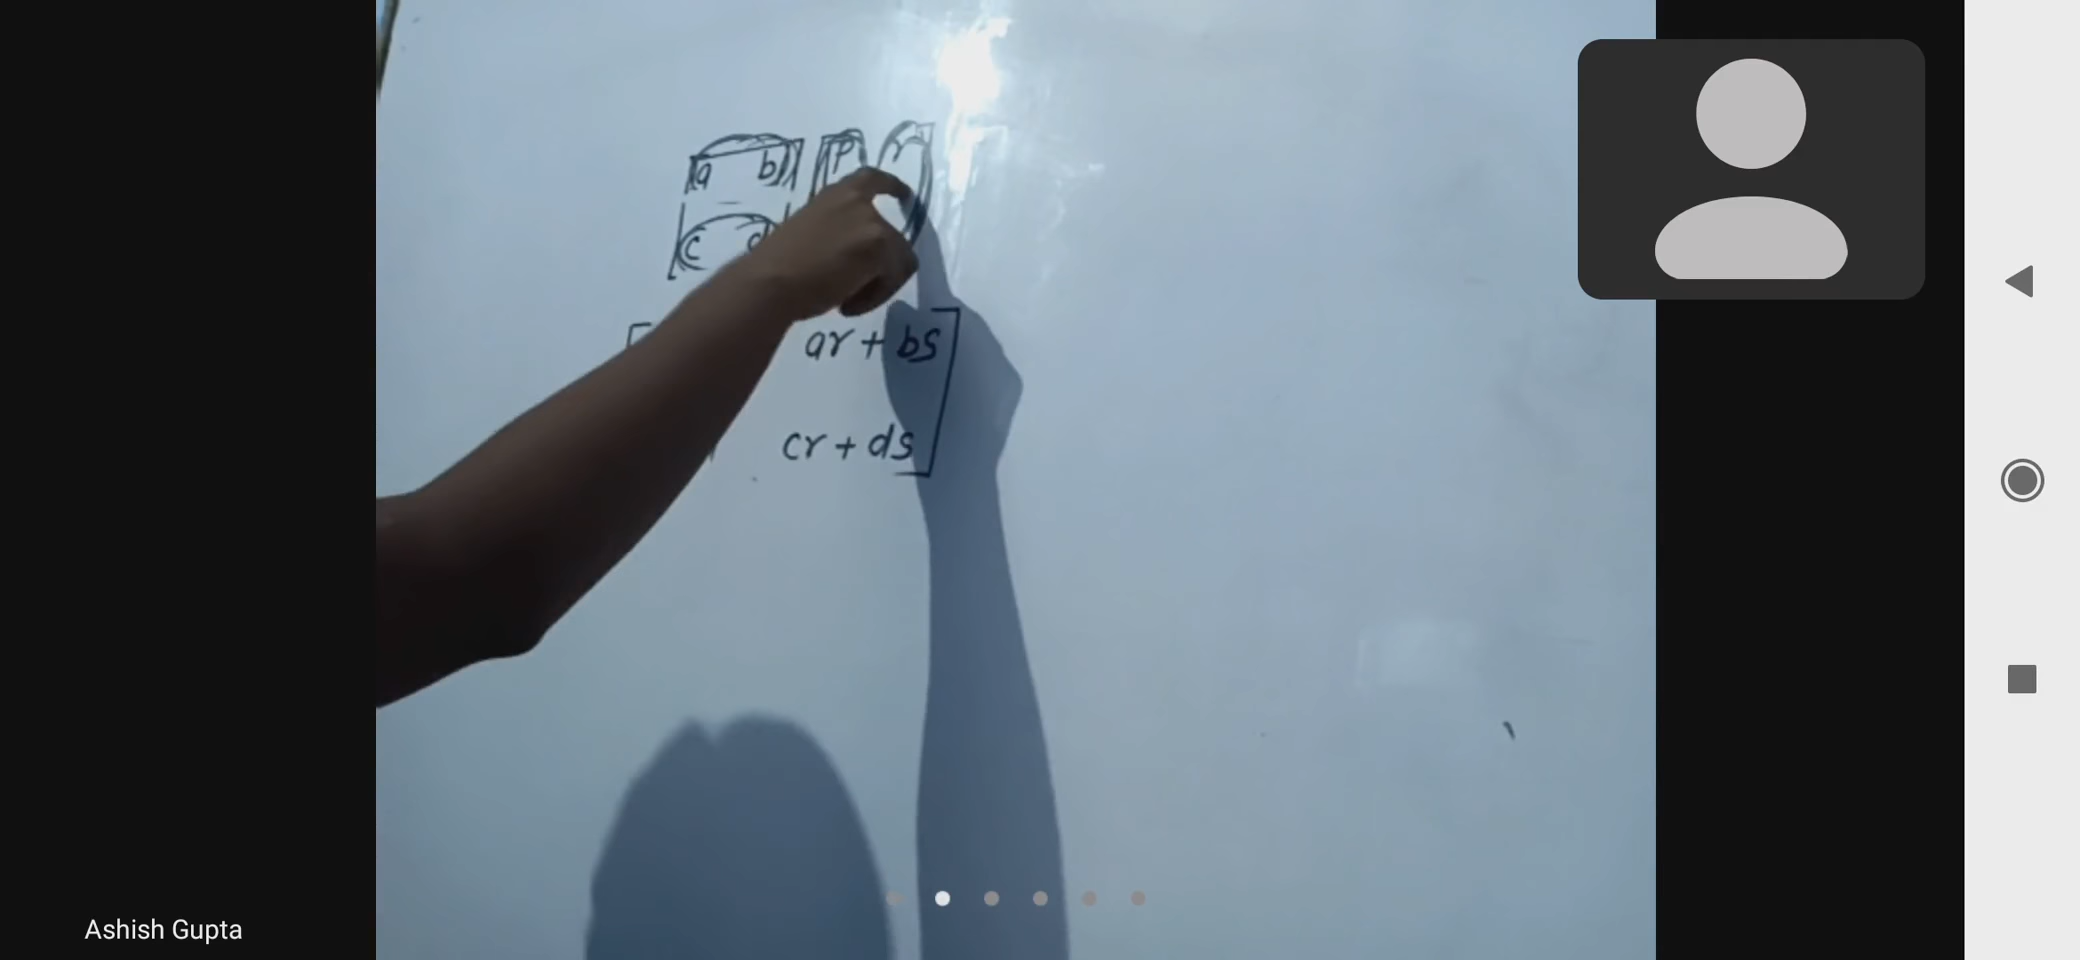 a b P r
c d
ar + bs
cr + ds
Ashish Gupta